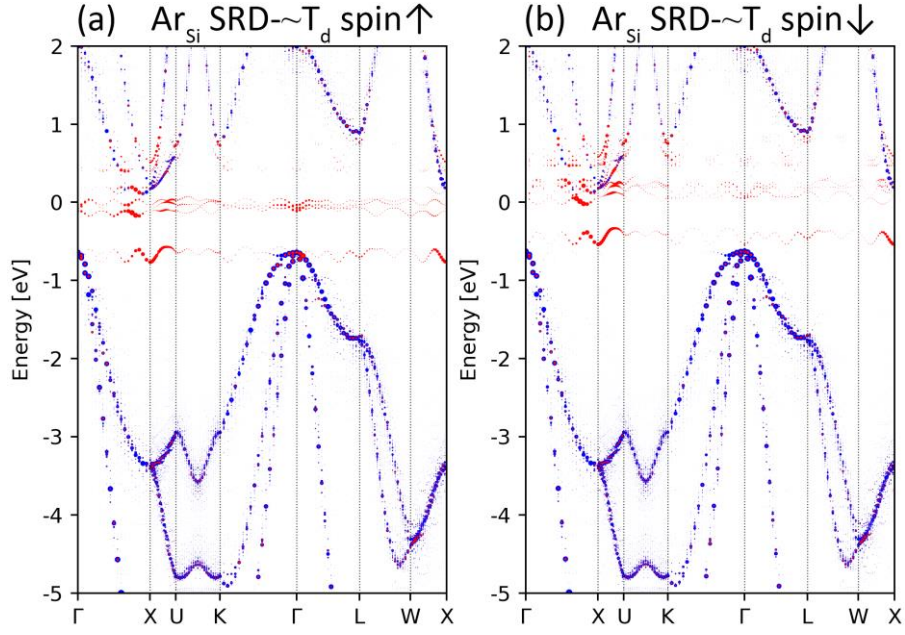 (a) Ar_Si SRD-~T_d spin↑
2
1
0
-1
-2
-3
-4
-5
Energy [eV]
Γ X U K Γ L W X
(b) Ar_Si SRD-~T_d spin↓
2
1
0
-1
-2
-3
-4
-5
Energy [eV]
Γ X U K Γ L W X